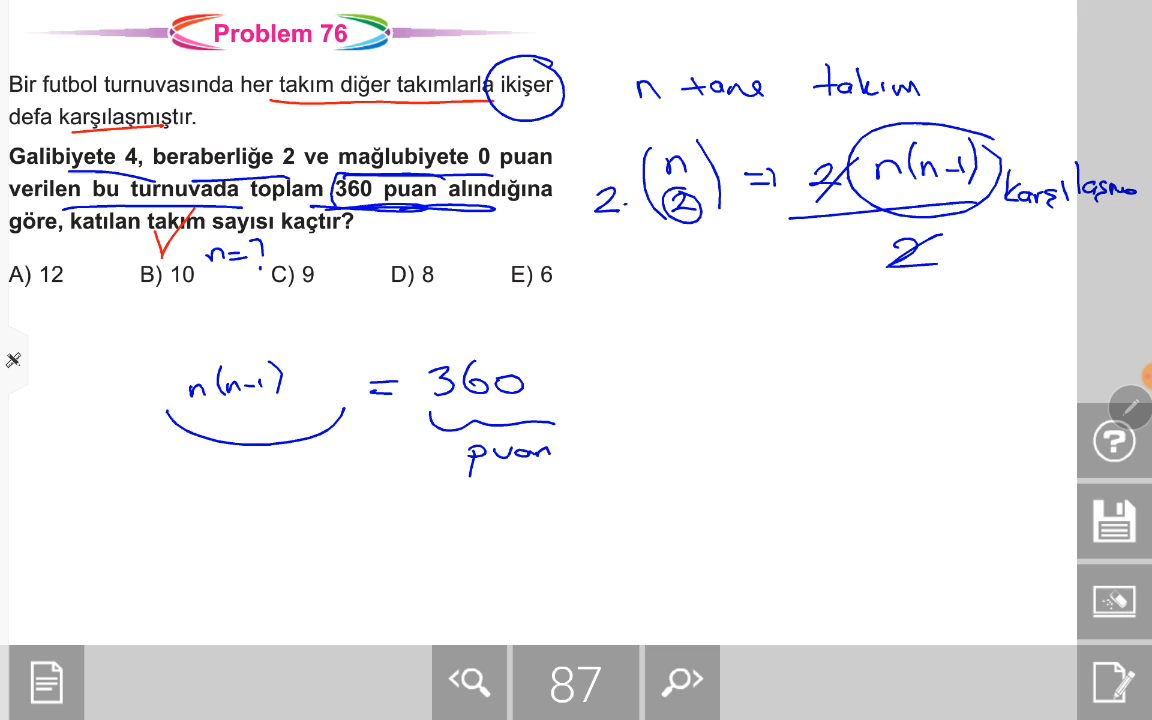 Problem 76
Bir futbol turnuvasında her takım diğer takımlarla ikişer
defa karşılaşmıştır.
Galibiyete 4, beraberliğe 2 ve mağlubiyete 0 puan
verilen bu turnuvada toplam 360 puan alındığına
göre, katılan takım sayısı kaçtır?
n=?
A) 12 B) 10 C) 9 D) 8 E) 6
n tane takım
2. (n 2) => 2 n(n-1) karşılaşma
2
n(n-1) = 360
puan
87